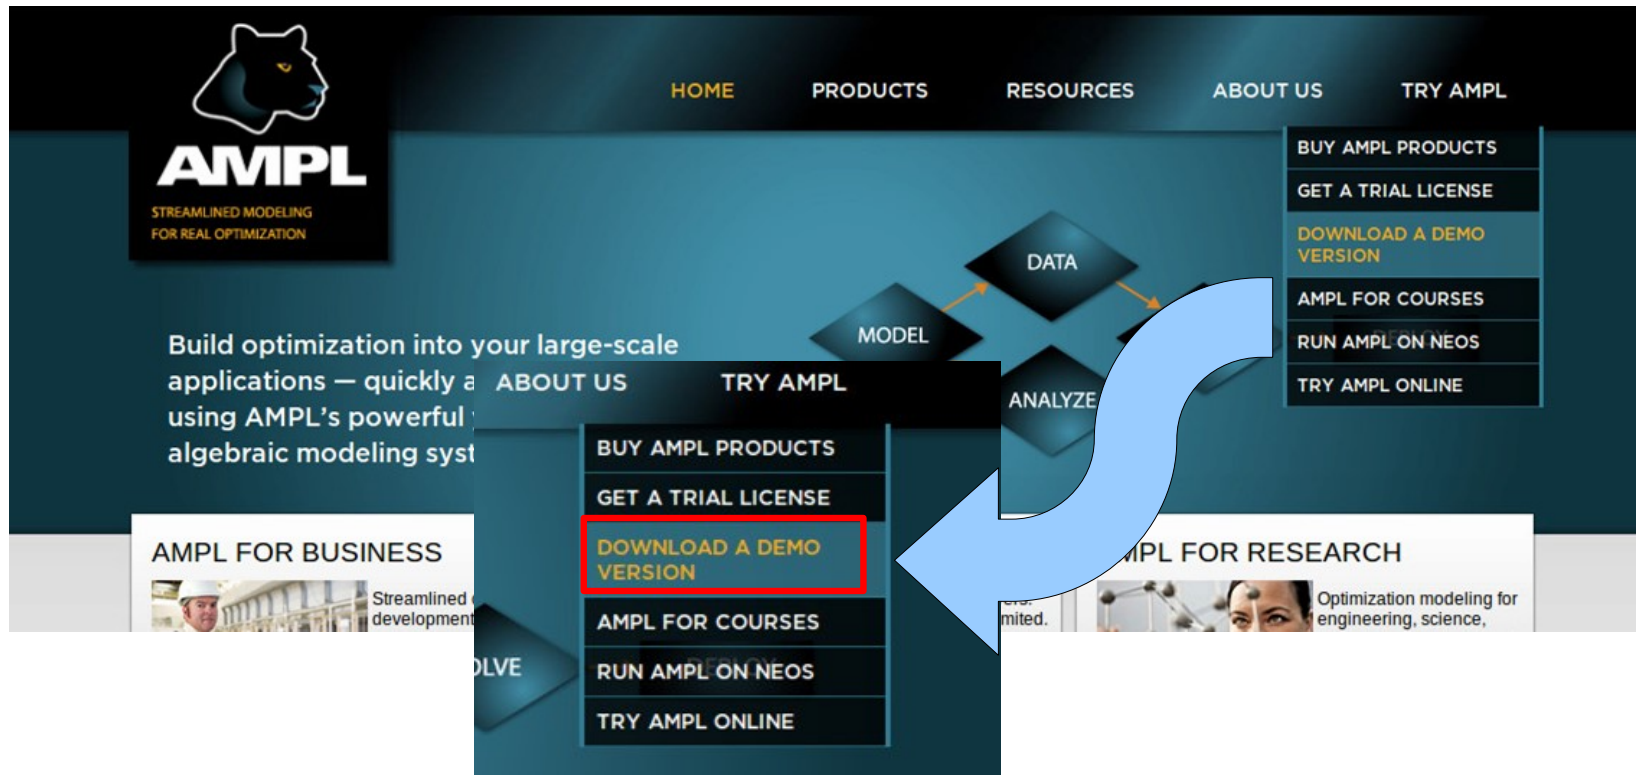 HOME PRODUCTS RESOURCES ABOUT US TRY AMPL
AMPL
STREAMLINED MODELING
FOR REAL OPTIMIZATION
BUY AMPL PRODUCTS
GET A TRIAL LICENSE
DOWNLOAD A DEMO
VERSION
AMPL FOR COURSES
RUN AMPL ON NEOS
TRY AMPL ONLINE
DATA
MODEL
ANALYZE
DEPLOY
Build optimization into your large-scale
applications — quickly a
using AMPL's powerful
algebraic modeling syst
ABOUT US TRY AMPL
BUY AMPL PRODUCTS
GET A TRIAL LICENSE
DOWNLOAD A DEMO
VERSION
AMPL FOR COURSES
RUN AMPL ON NEOS
TRY AMPL ONLINE
OLVE
DEPLOY
AMPL FOR BUSINESS
Streamlined
development
mited.
MPL FOR RESEARCH
Optimization modeling for
engineering, science,